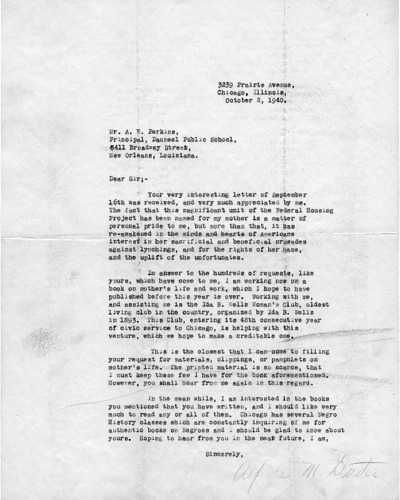 3239 Prairie Avenue,
Chicago, Illinois,
October 2, 1940.
Mr. A. E. Perkins,
Principal, Danneel Public School,
8411 Broadway Street,
New Orleans, Louisiana.
Dear Sir;-
Your very interesting letter of September
16th was received, and very much appreciated by me.
The fact that this magnificent unit of the Federal Housing
Project has been named for my mother is a matter of
personal pride to me, but more than that, it has
re-awakened in the minds and hearts of Americans
interest in her sacrificial and beneficial crusades
against lynchings, and for the rights of her Race,
and the uplift of the unfortunates.
In answer to the hundreds of requests, like
yours, which have come to me, I am working now on a
book on mother's life and work, which I hope to have
published before this year is over. Working with me,
and assisting me is the Ida B. Wells Woman's Club, oldest
living club in the country, organized by Ida B. Wells
in 1893. This Club, entering its 48th consecutive year
of civic service to Chicago, is helping with this
venture, which we hope to make a creditable one.
This is the closest that I can come to filling
your request for materials, clippings, or pamphlets on
mother's life. The printed material is so scarce, that
I must keep these few I have for the book aforementioned.
However, you shall hear from me again in this regard.
In the mean while, I am interested in the books
you mentioned that you have written, and I should like very
much to read any or all of them. Chicago has several Negro
History classes which are constantly inquiring of me for
authentic books on Negroes and I should be glad to know about
yours. Hoping to hear from you in the near future, I am,
Sincerely,
M. Duster